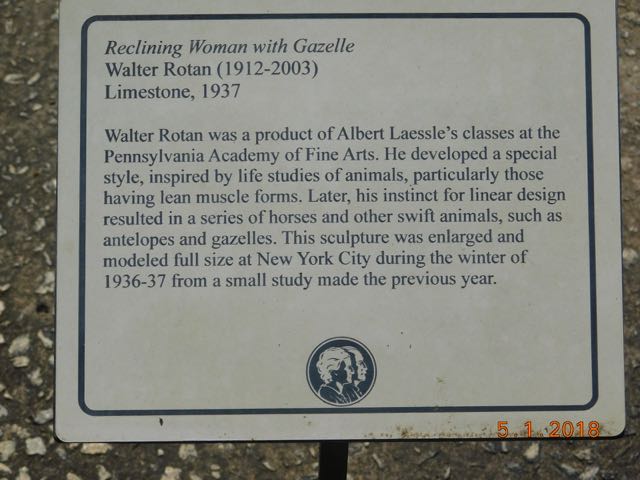 Reclining Woman with Gazelle
Walter Rotan (1912-2003)
Limestone, 1937
Walter Rotan was a product of Albert Laessle's classes at the
Pennsylvania Academy of Fine Arts. He developed a special
style, inspired by life studies of animals, particularly those
having lean muscle forms. Later, his instinct for linear design
resulted in a series of horses and other swift animals, such as
antelopes and gazelles. This sculpture was enlarged and
modeled full size at New York City during the winter of
1936-37 from a small study made the previous year.
5. 1. 2018